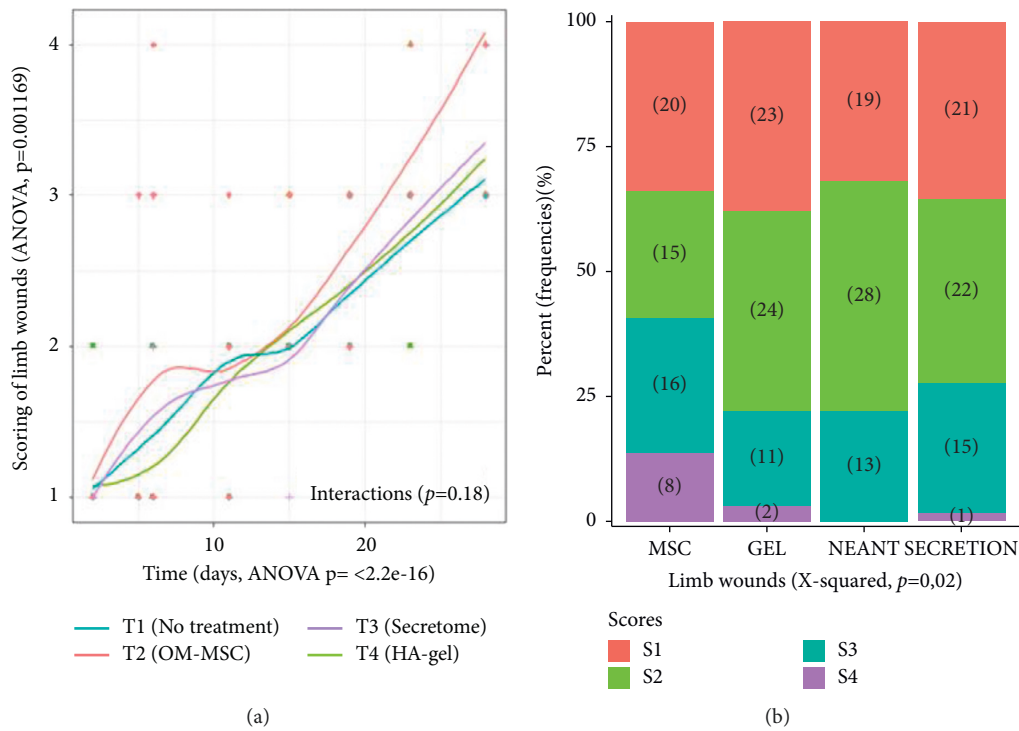 4
3
2
1
Scoring of limb wounds (ANOVA, p=0.001169)
Interactions (p=0.18)
10 20
Time (days, ANOVA p= <2.2e-16)
T1 (No treatment)
T2 (OM-MSC)
T3 (Secretome)
T4 (HA-gel)
(a)
100
75
50
25
0
Percent (frequencies)(%)
(20) (23) (19) (21)
(15) (24) (28) (22)
(16) (11) (13) (15)
(8) (2) (1)
MSC GEL NEANT SECRETION
Limb wounds (X-squared, p=0,02)
Scores
S1
S2
S3
S4
(b)